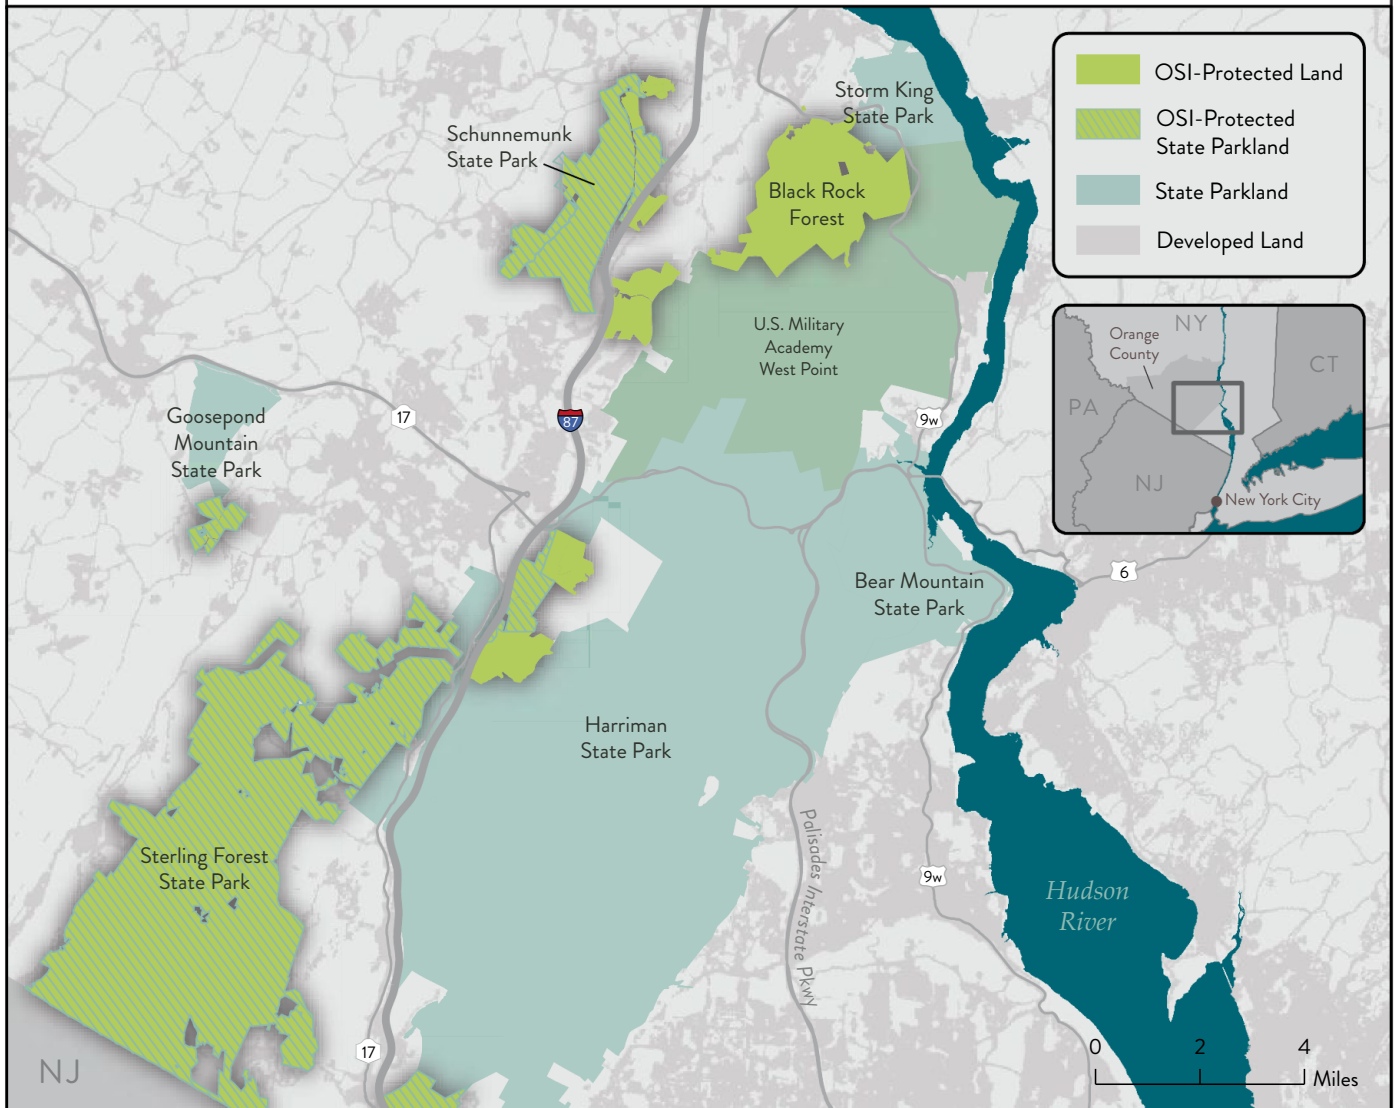 Schunnemunk
State Park
Storm King
State Park
Black Rock
Forest
U.S. Military
Academy
West Point
Goosepond
Mountain
State Park
17
87
9w
6
Bear Mountain
State Park
Harriman
State Park
Sterling Forest
State Park
Palisades Interstate Pkwy
9w
Hudson
River
17
NJ
0 2 4
Miles
OSI-Protected Land
OSI-Protected
State Parkland
State Parkland
Developed Land
NY
Orange
County
CT
PA
NJ
New York City